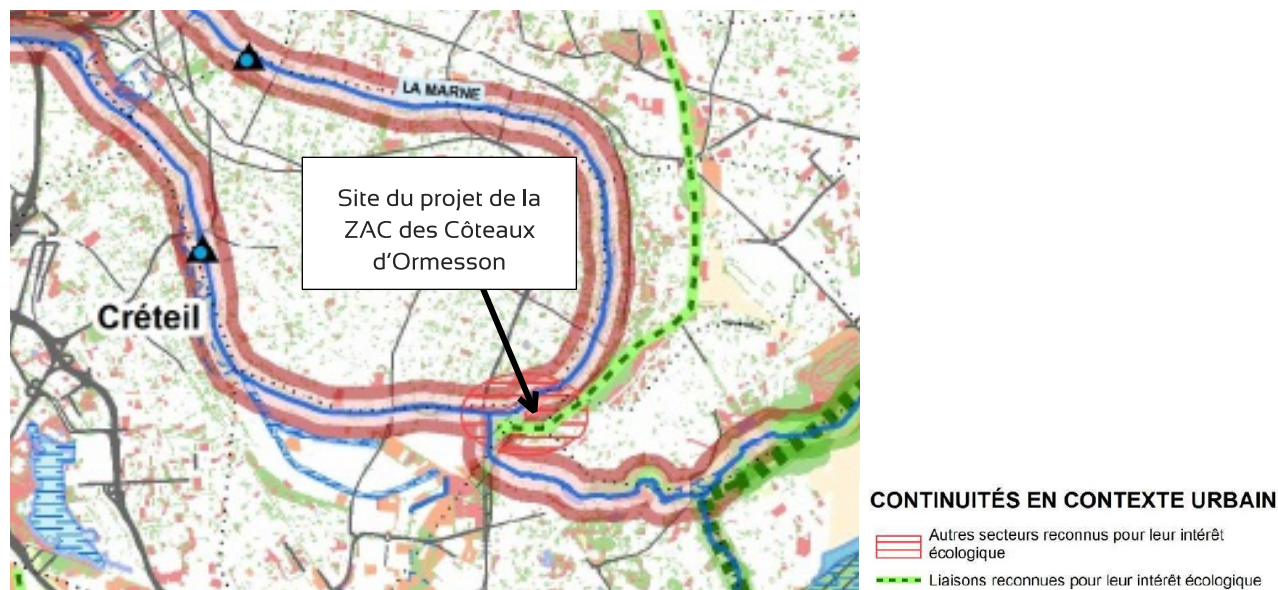 LA MARNE
Site du projet de la
ZAC des Côteaux
d'Ormesson
Créteil
CONTINUITÉS EN CONTEXTE URBAIN
Autres secteurs reconnus pour leur intérêt
écologique
Liaisons reconnues pour leur intérêt écologique